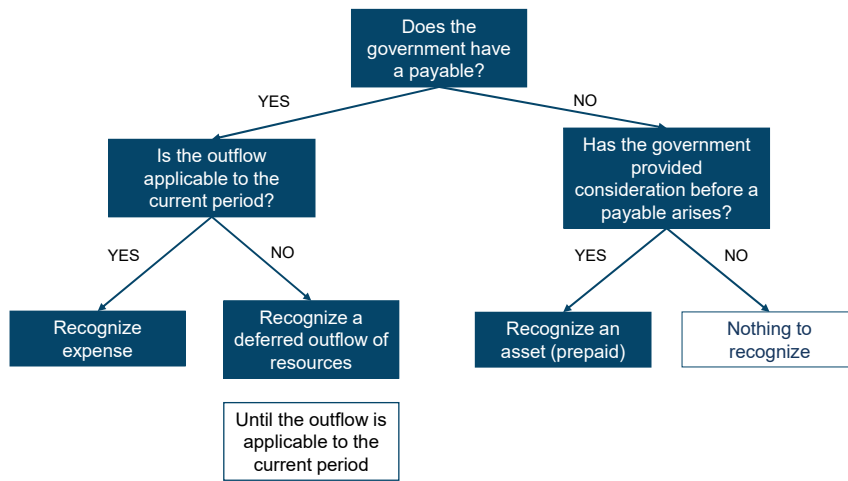 Does the
government have
a payable?
YES
NO
Is the outflow
applicable to the
current period?
Has the government
provided
consideration before a
payable arises?
YES
NO
YES
NO
Recognize
expense
Recognize a
deferred outflow of
resources
Recognize an
asset (prepaid)
Nothing to
recognize
Until the outflow is
applicable to the
current period